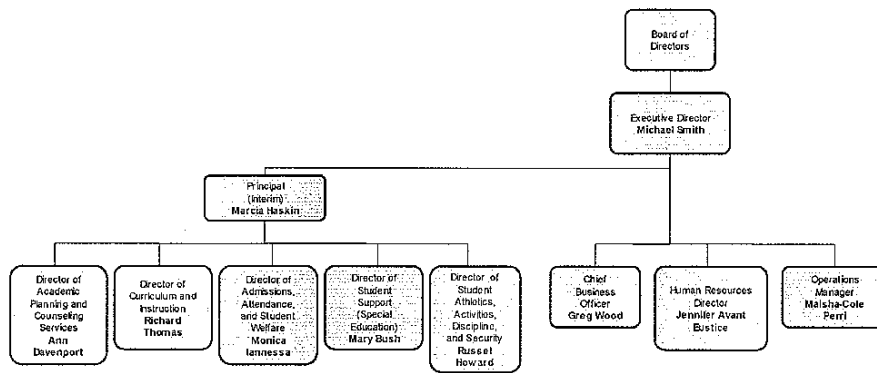 Board of
Directors
Executive Director
Michael Smith
Principal
(Interim)
Marcia Haskin
Director of
Academic
Planning and
Counseling
Services
Ann
Davenport
Director of
Curriculum and
Instruction
Richard
Thomas
Director of
Admissions,
Attendance,
and Student
Welfare
Monica
Iannessa
Director of
Student
Support
(Special
Education)
Mary Bush
Director of
Student
Athletics,
Activities,
Discipline,
and Security
Russel
Howard
Chief
Business
Officer
Greg Wood
Human Resources
Director
Jennifer Avant
Bustice
Operations
Manager
Maisha-Cole
Perri